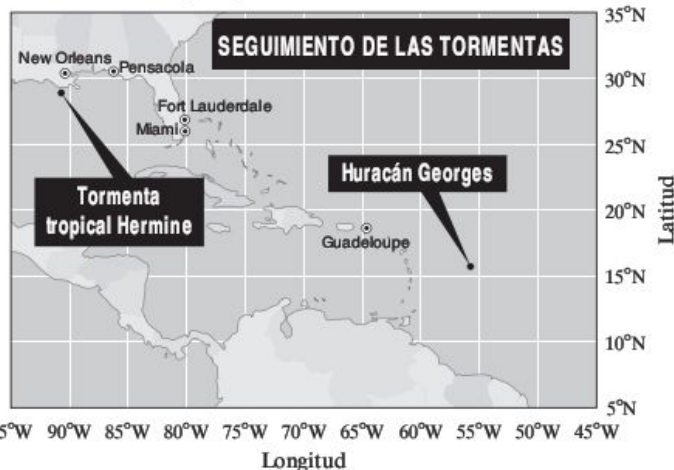 SEGUIMIENTO DE LAS TORMENTAS
New Orleans
Pensacola
Fort Lauderdale
Miami
Tormenta
tropical Hermine
Huracán Georges
Guadeloupe
35°N
30°N
25°N
20°N
15°N
10°N
5°N
Latitud
5°W 90°W 85°W 80°W 75°W 70°W 65°W 60°W 55°W 50°W 45°W
Longitud